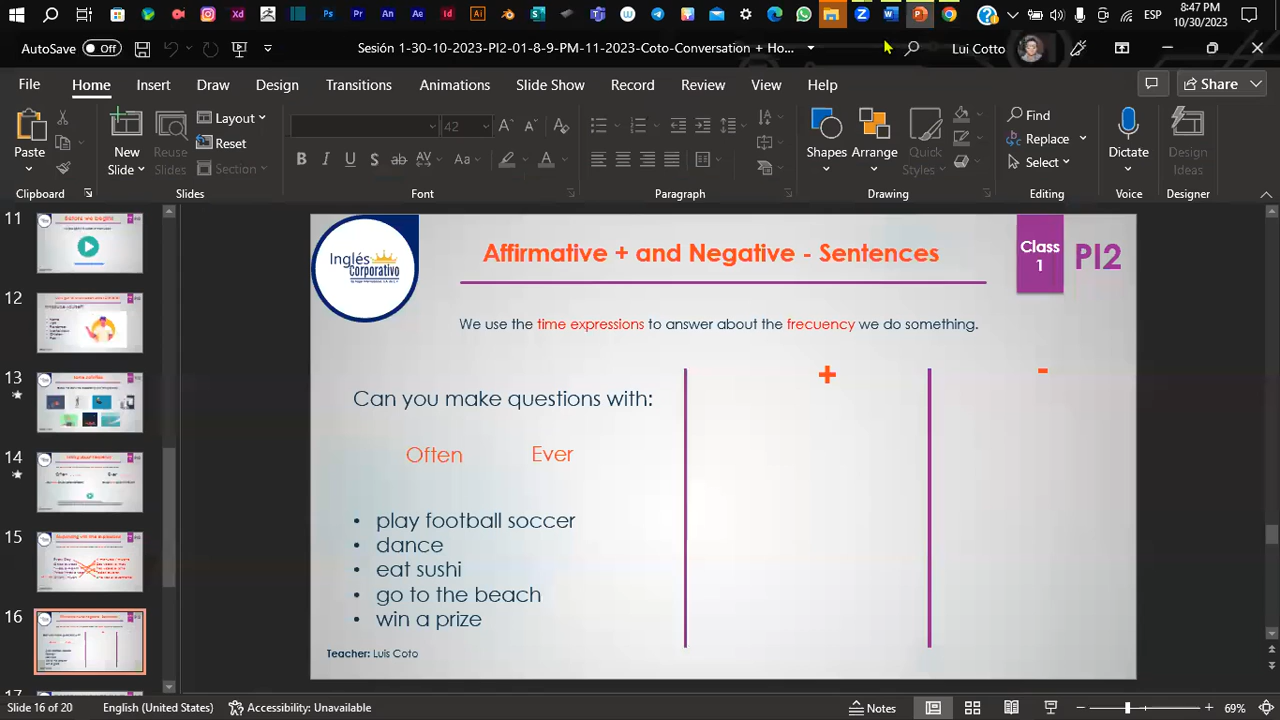 8:47 PM
ESP
10/30/2023
AutoSave Off
Sesión 1-30-10-2023-PI2-01-8-9-PM-11-2023-Coto-Conversation + Ho...
Lui Cotto
File Home Insert Draw Design Transitions Animations Slide Show Record Review View Help
Share
Paste
New Slide
Reuse Slides
Layout
Reset
Section
42
Shapes
Arrange
Quick Styles
Find
Replace
Select
Dictate
Design Ideas
Clipboard Slides Font Paragraph Drawing Editing Voice Designer
11
12
13
14
15
16
17
Inglés Corporativo
Affirmative + and Negative - Sentences
Class 1
PI2
We use the time expressions to answer about the frecuency we do something.
+ -
Can you make questions with:
Often Ever
• play football soccer
• dance
• eat sushi
• go to the beach
• win a prize
Teacher: Luis Coto
Slide 16 of 20
English (United States)
Accessibility: Unavailable
Notes
69%